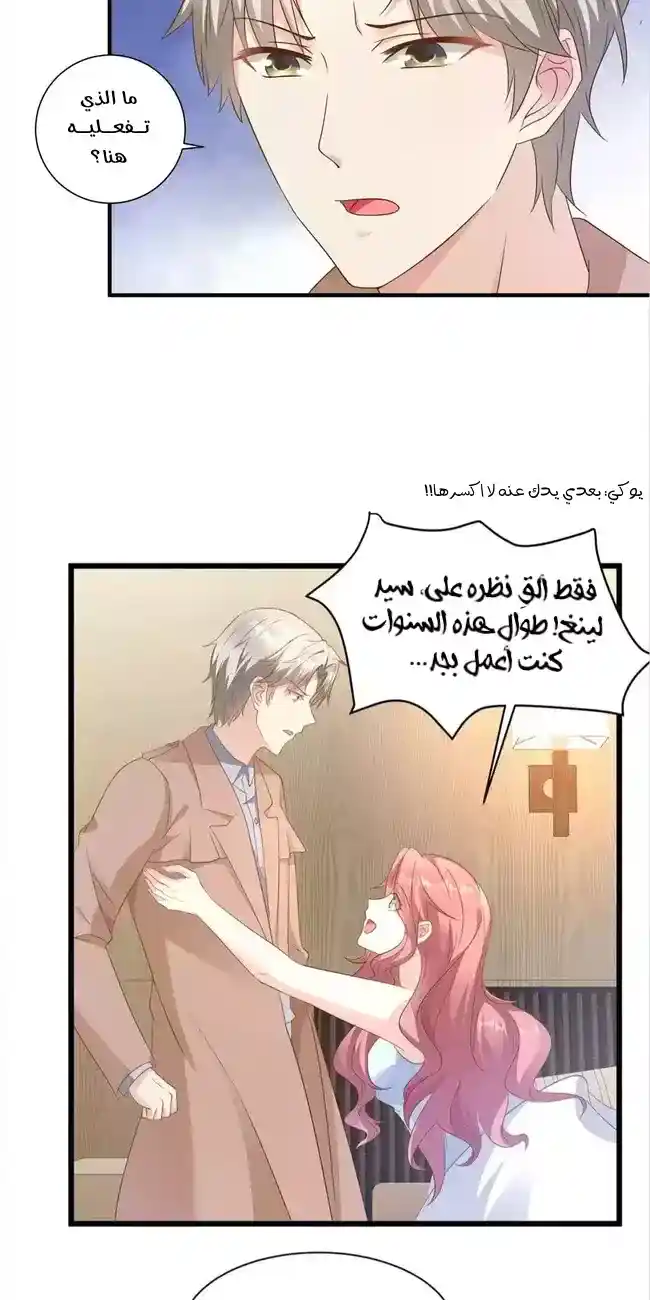 ما الذي
تـفعـليـه
هنا؟
يوكي: بعدي يدك عنه لا اكسرها!!
فقط ألقِ نظره على، سيد
لينغ! طوال هذه السنوات
كنت أعمل بجد...